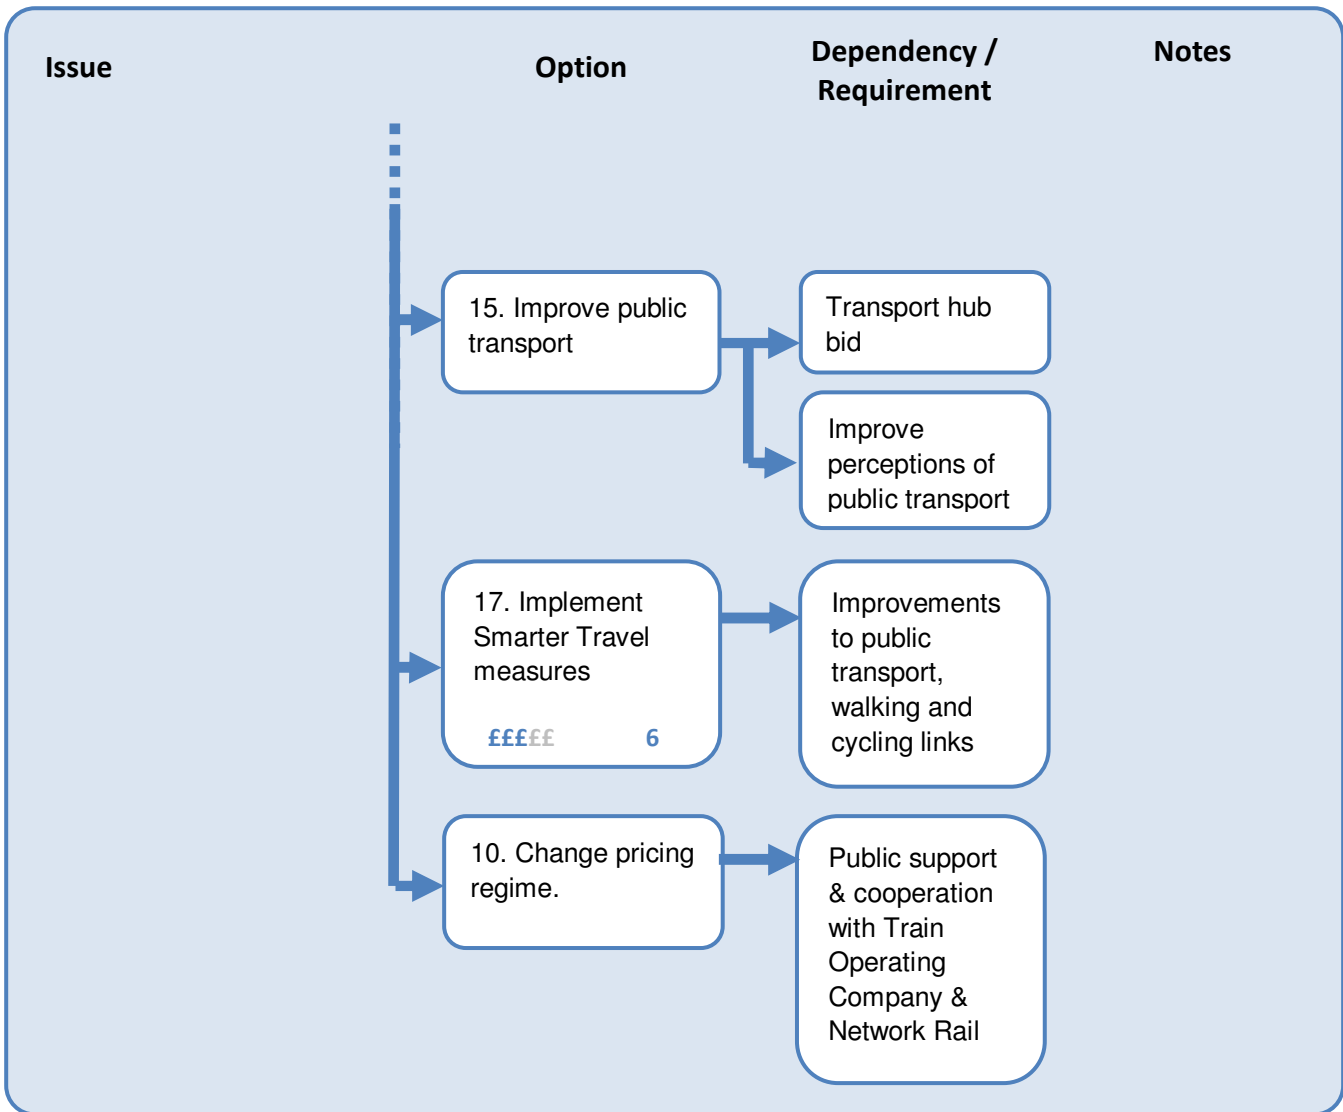 Issue
Option
Dependency /
Requirement
Notes
15. Improve public
transport
Transport hub
bid
Improve
perceptions of
public transport
17. Implement
Smarter Travel
measures
£££££
6
Improvements
to public
transport,
walking and
cycling links
10. Change pricing
regime.
Public support
& cooperation
with Train
Operating
Company &
Network Rail